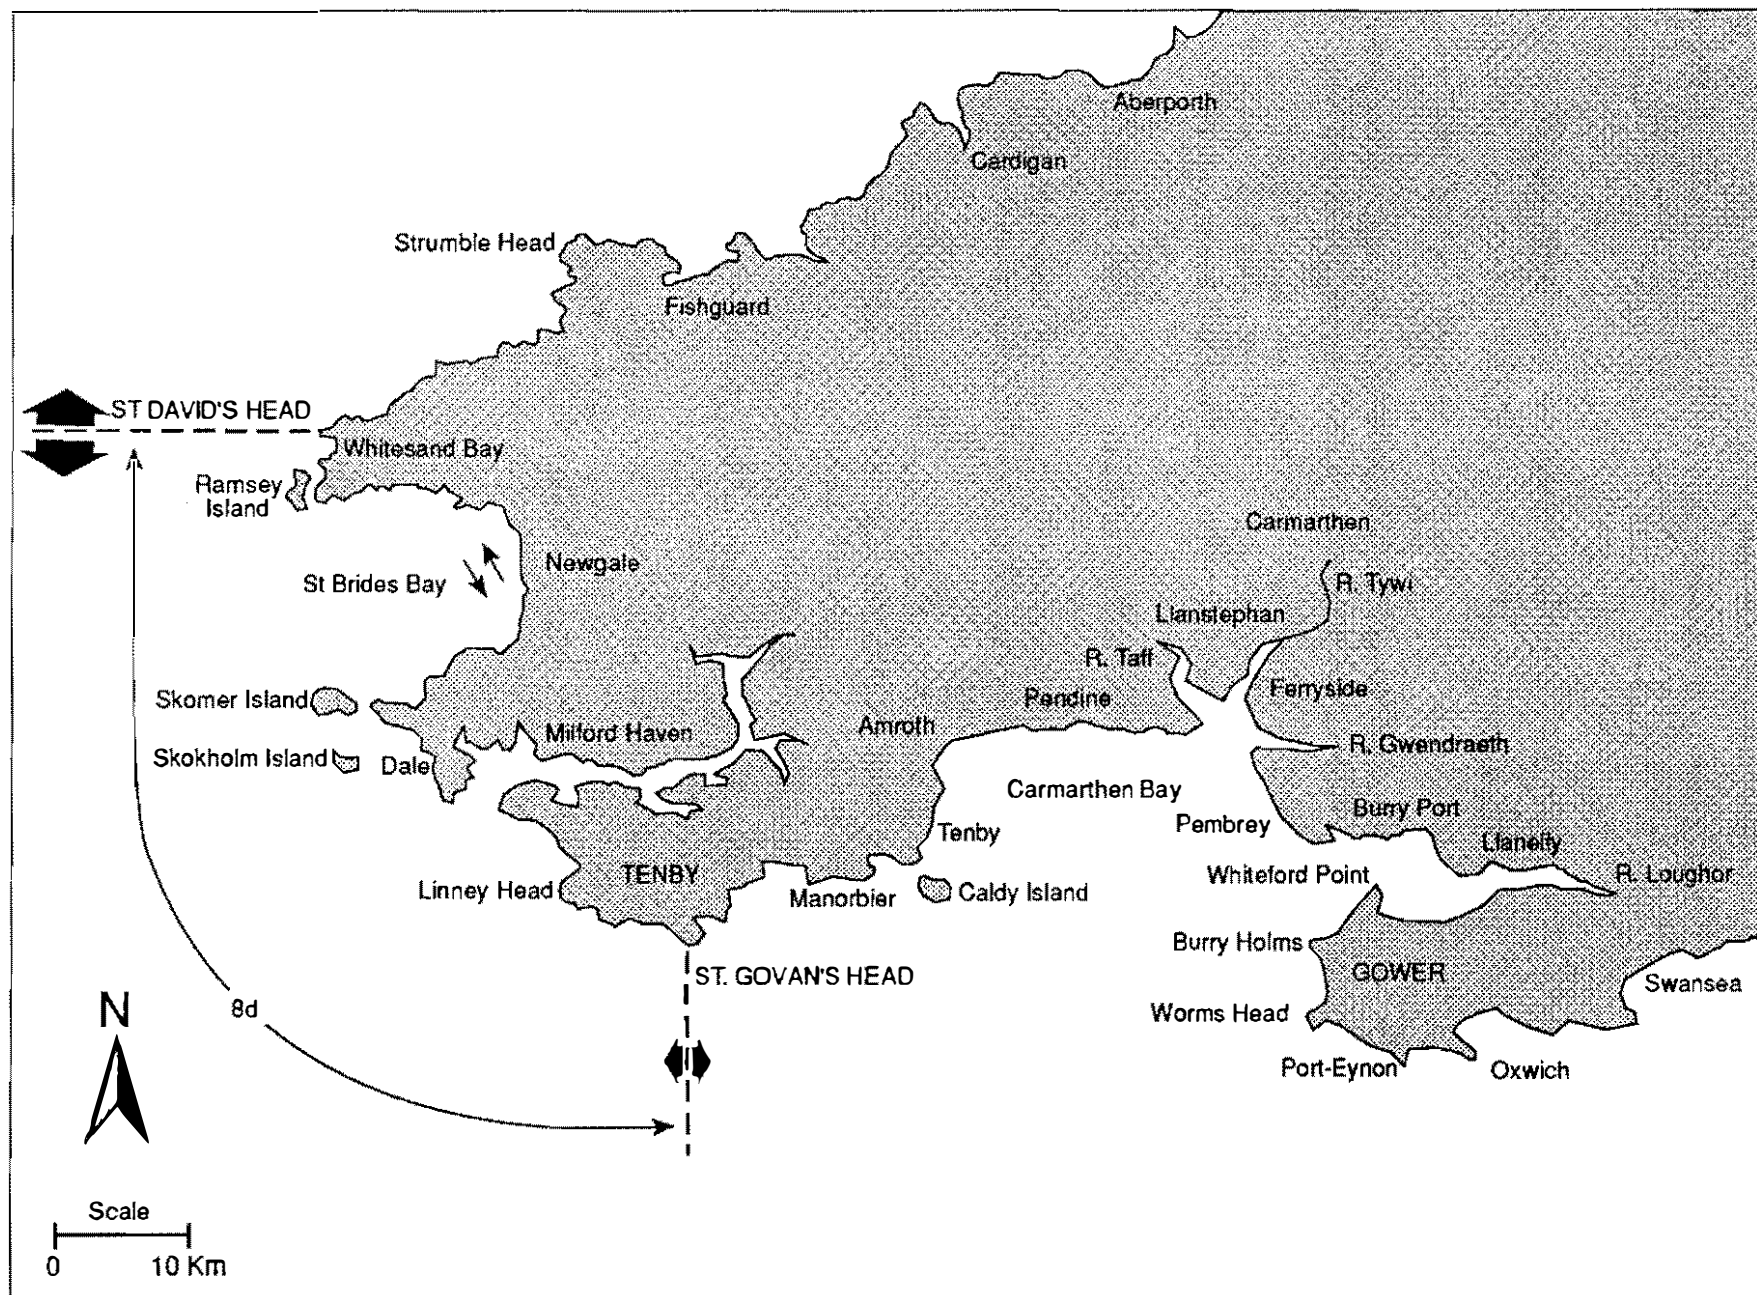 Aberporth
Cardigan
Strumble Head
Fishguard
ST DAVID'S HEAD
Whitesand Bay
Ramsey
Island
Carmarthen
Newgale
St Brides Bay
R. Tywi
Llanstephan
R. Taff
Ferryside
Pendine
Skomer Island
Amroth
Milford Haven
R. Gwendraeth
Skokholm Island
Dale
Carmarthen Bay
Burry Port
Pembrey
Tenby
Llanelly
TENBY
Whiteford Point
R. Loughor
Linney Head
Manorbier
Caldy Island
Burry Holms
ST. GOVAN'S HEAD
GOWER
Swansea
8d
N
Worms Head
Port-Eynon
Oxwich
Scale
0
10 Km